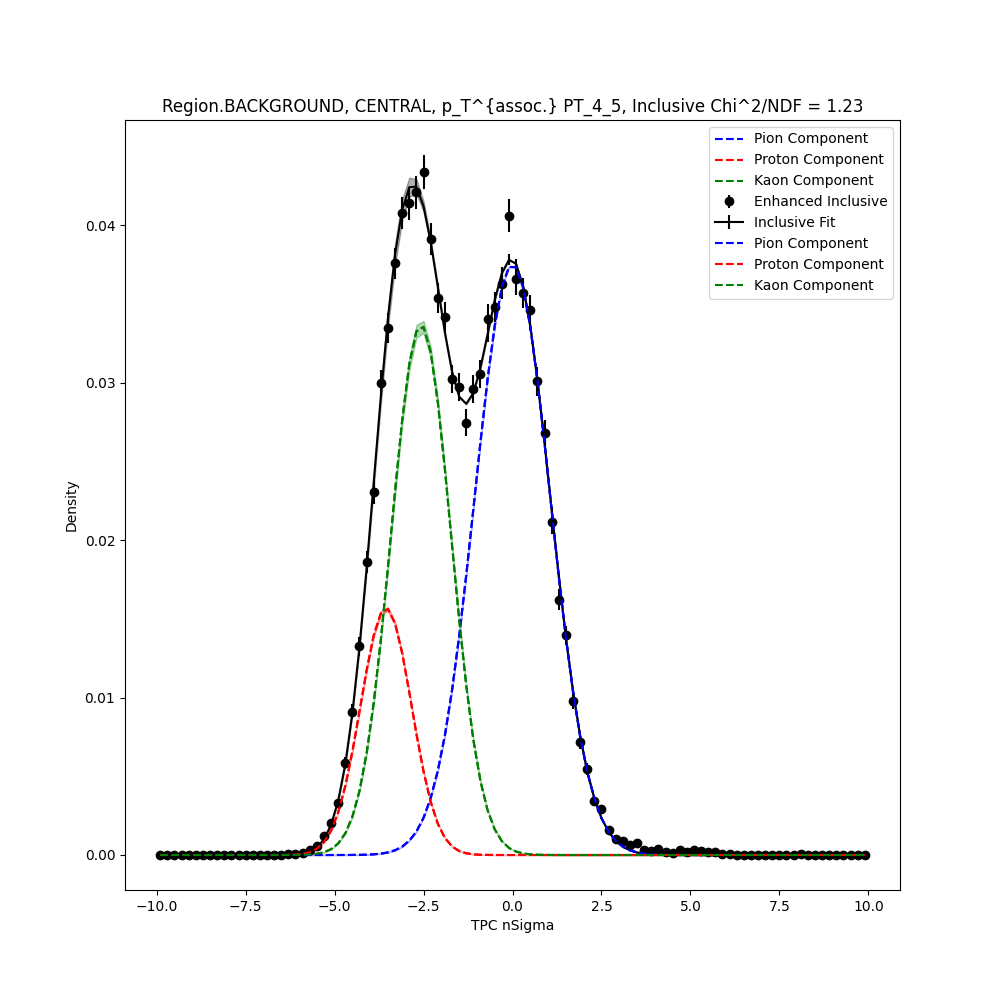 Region.BACKGROUND, CENTRAL, p_T^{assoc.} PT_4_5, Inclusive Chi^2/NDF = 1.23
Pion Component
Proton Component
Kaon Component
Enhanced Inclusive
Inclusive Fit
Pion Component
Proton Component
Kaon Component
0.04
0.03
0.02
0.01
0.00
Density
−10.0 −7.5 −5.0 −2.5 0.0 2.5 5.0 7.5 10.0
TPC nSigma